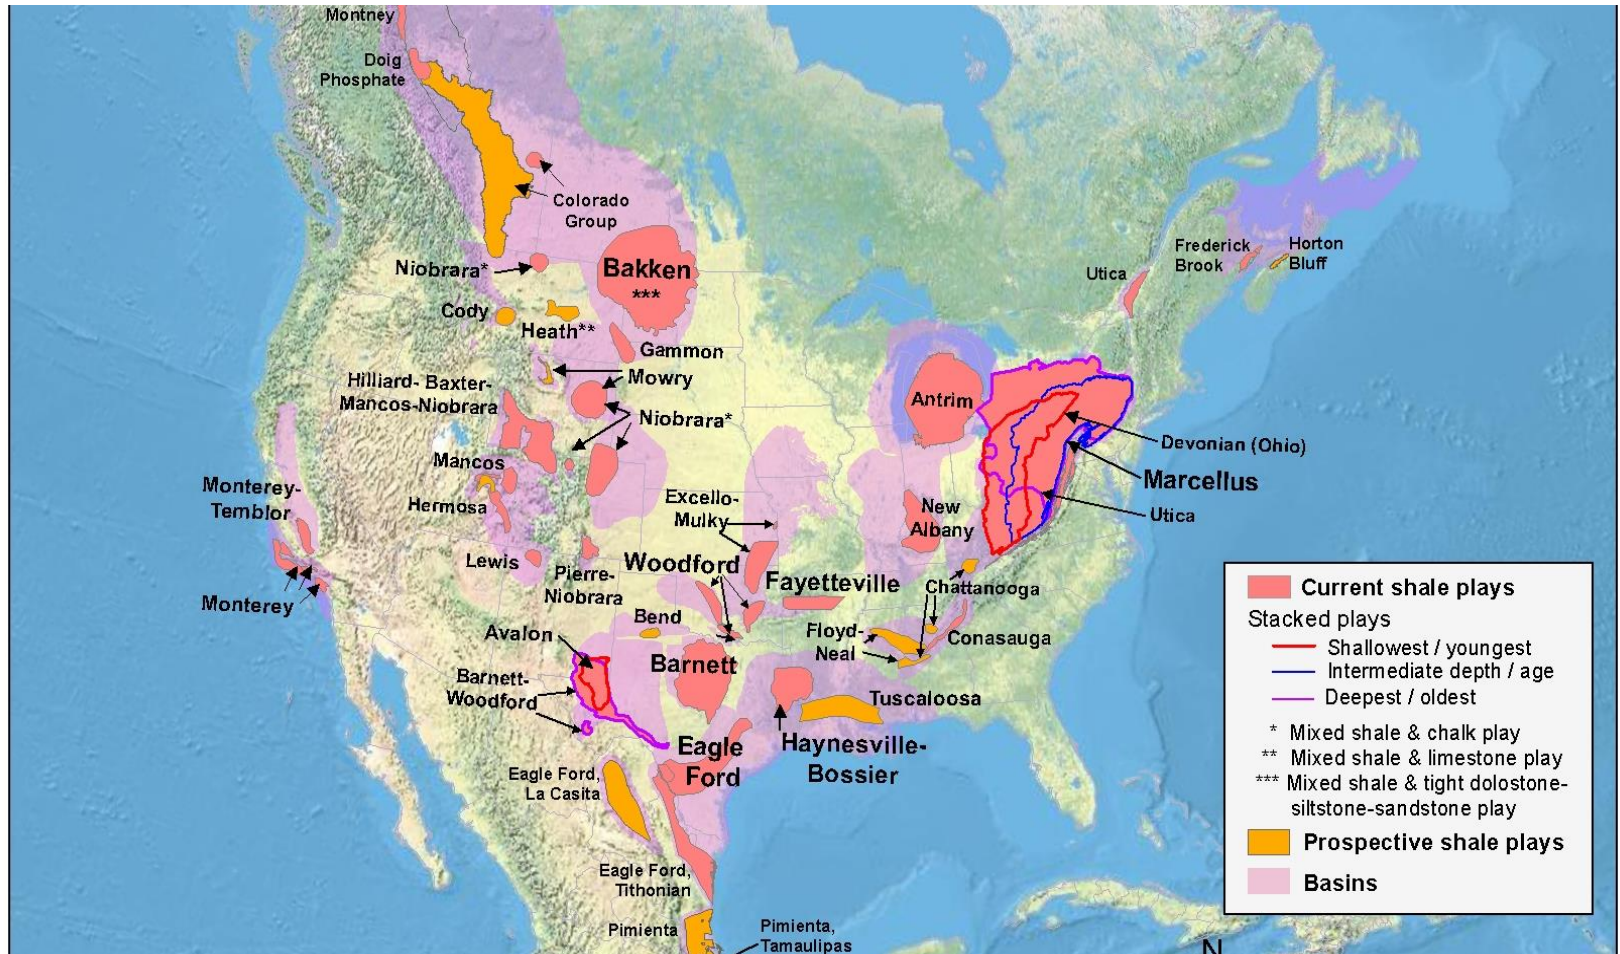 Montney
Doig
Phosphate
Colorado
Group
Niobrara*
Bakken
***
Cody
Heath**
Gammon
Mowry
Hilliard- Baxter-
Mancos-Niobrara
Niobrara*
Mancos
Hermosa
Monterey-
Temblor
Monterey
Lewis
Pierre-
Niobrara
Excello-
Mulky
Woodford
Fayetteville
Bend
Avalon
Barnett
Barnett-
Woodford
Eagle
Ford
Haynesville-
Bossier
Tuscaloosa
Floyd-
Neal
Conasauga
Chattanooga
New
Albany
Antrim
Devonian (Ohio)
Marcellus
Utica
Utica
Frederick
Brook
Horton
Bluff
Eagle Ford,
La Casita
Eagle Ford,
Tithonian
Pimienta
Pimienta,
Tamaulipas
Current shale plays
Stacked plays
Shallowest / youngest
Intermediate depth / age
Deepest / oldest
* Mixed shale & chalk play
** Mixed shale & limestone play
*** Mixed shale & tight dolostone-
siltstone-sandstone play
Prospective shale plays
Basins
N